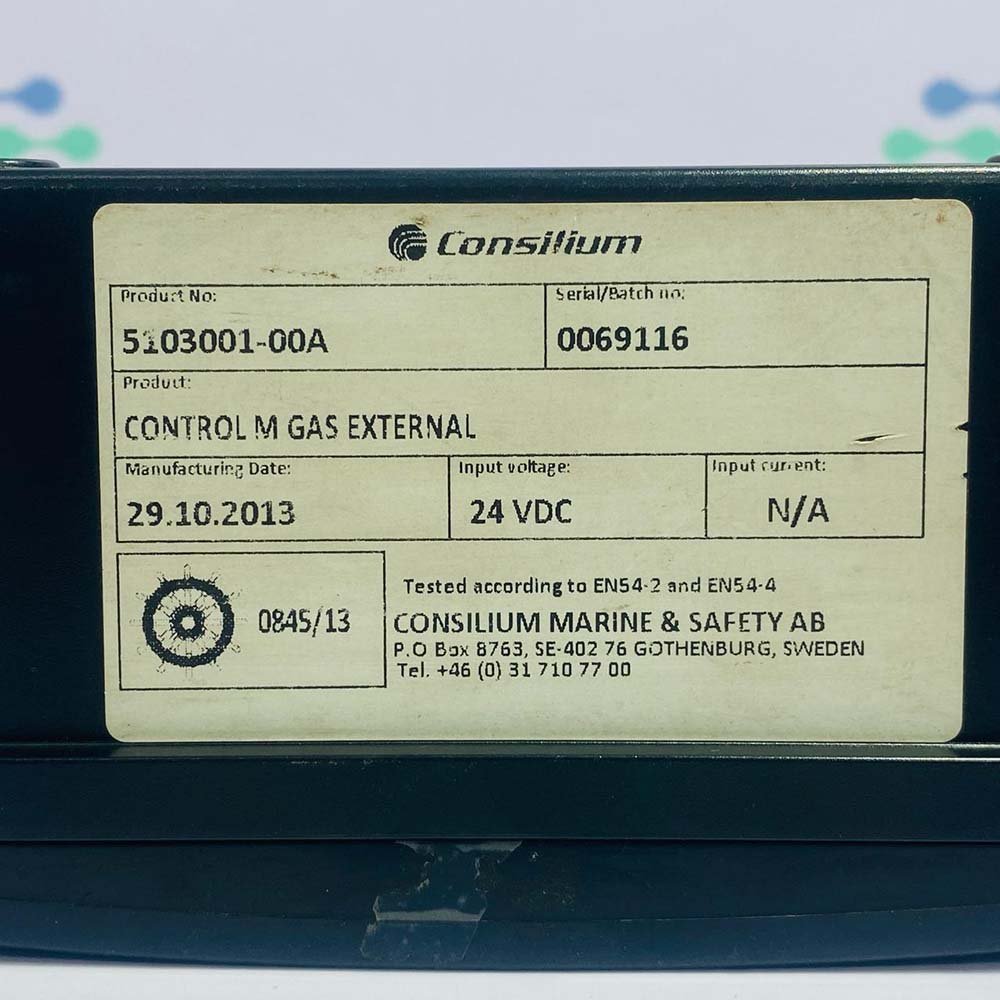 Consilium
Product No:
5103001-00A
Serial/Batch no:
0069116
Product:
CONTROL M GAS EXTERNAL
Manufacturing Date:
29.10.2013
Input voltage:
24 VDC
Input current:
N/A
0845/13
Tested according to EN54-2 and EN54-4
CONSILIUM MARINE & SAFETY AB
P.O Box 8763, SE-402 76 GOTHENBURG, SWEDEN
Tel. +46 (0) 31 710 77 00